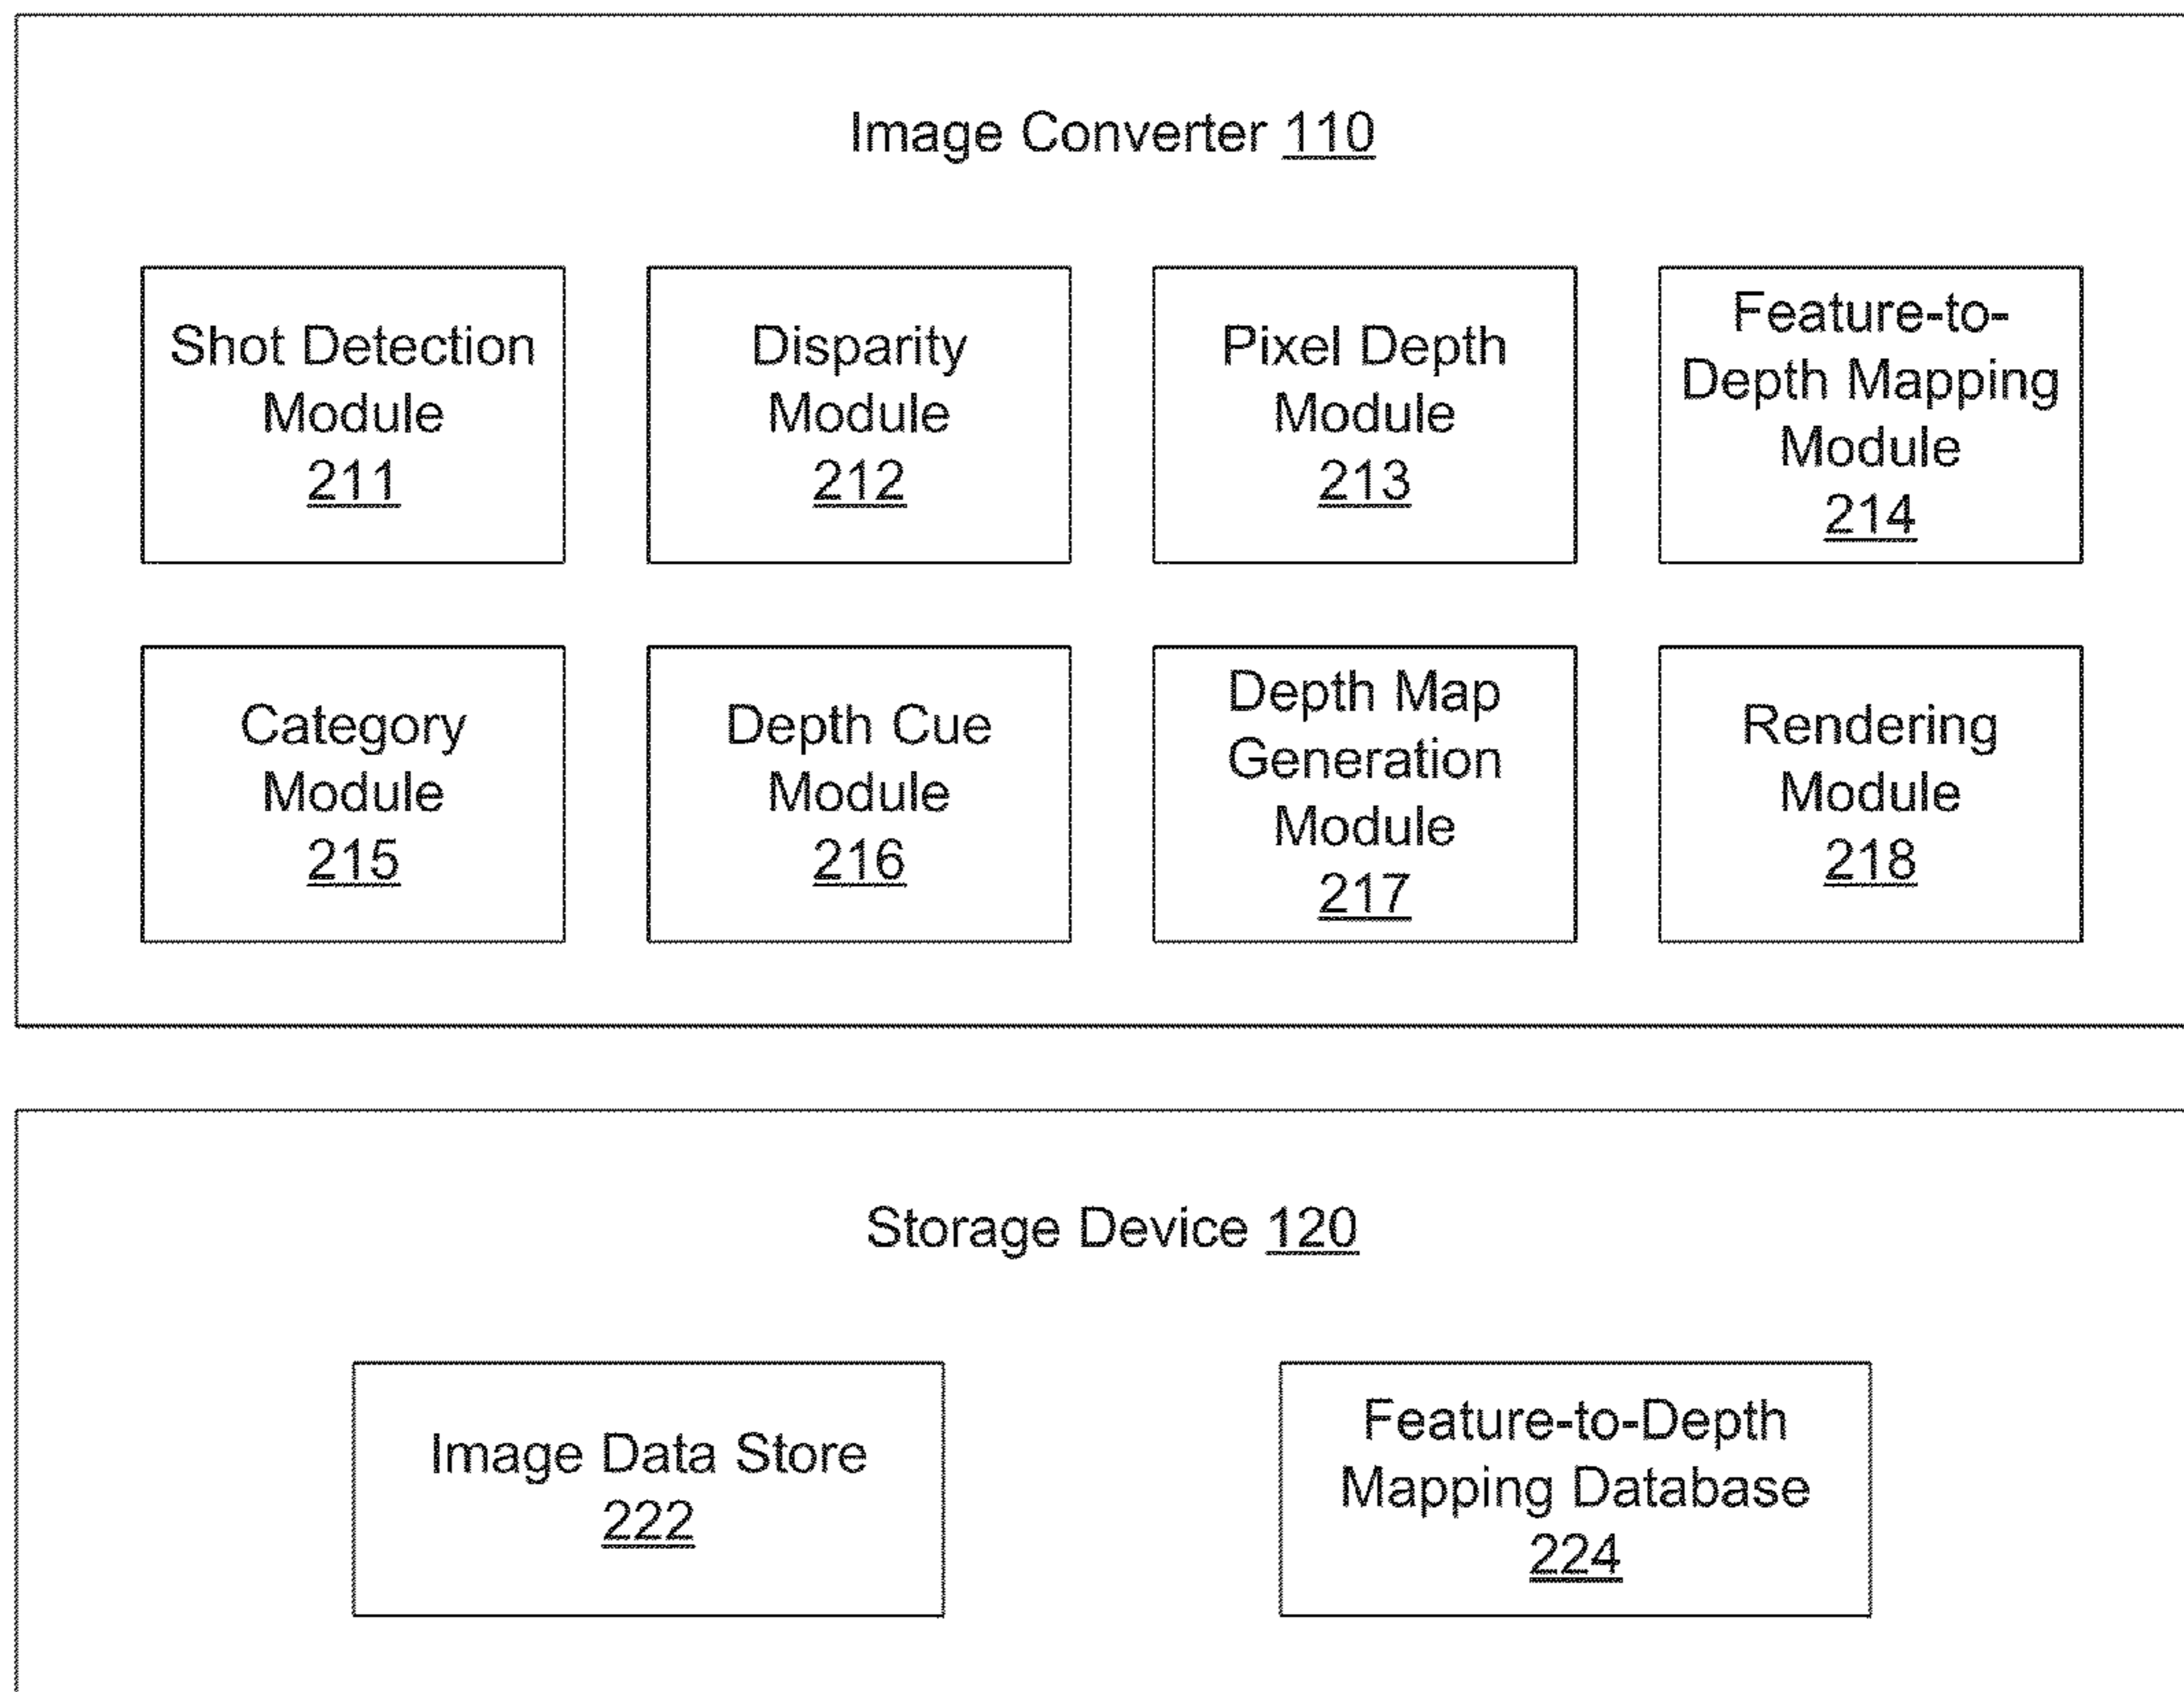 Image Converter 110
Shot Detection
Module
211
Disparity
Module
212
Pixel Depth
Module
213
Feature-to-
Depth Mapping
Module
214
Category
Module
215
Depth Cue
Module
216
Depth Map
Generation
Module
217
Rendering
Module
218
Storage Device 120
Image Data Store
222
Feature-to-Depth
Mapping Database
224